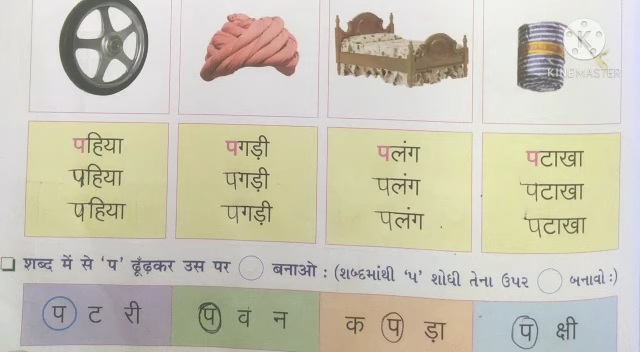 KINEMASTER
पहिया पगड़ी पलंग पटाखा
पहिया पगड़ी पलंग पटाखा
पहिया पगड़ी पलंग पटाखा
शब्द में से ‘प’ ढूँढ़कर उस पर ◯ बनाओ : (શબ્દમાંથી ‘પ’ શોધી તેના ઉપર ◯ બનાવો :)
प ट री प व न क प ड़ा प क्षी